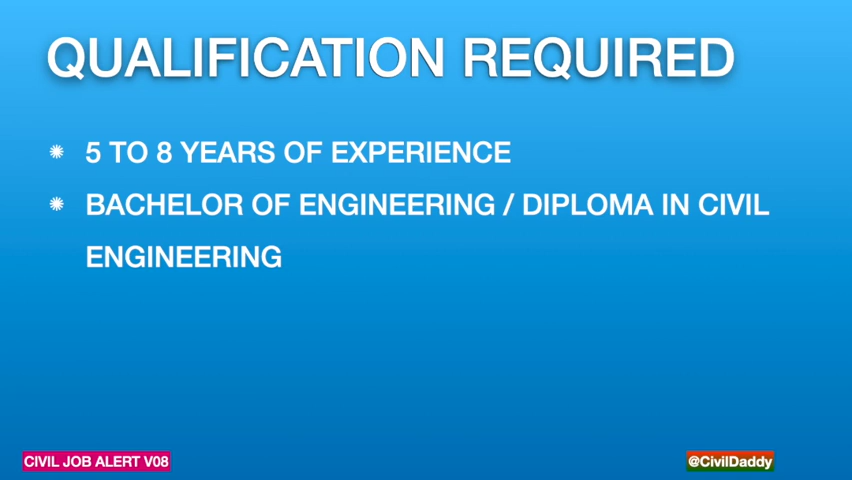 QUALIFICATION REQUIRED
✹ 5 TO 8 YEARS OF EXPERIENCE
✹ BACHELOR OF ENGINEERING / DIPLOMA IN CIVIL
ENGINEERING
CIVIL JOB ALERT V08
@CivilDaddy